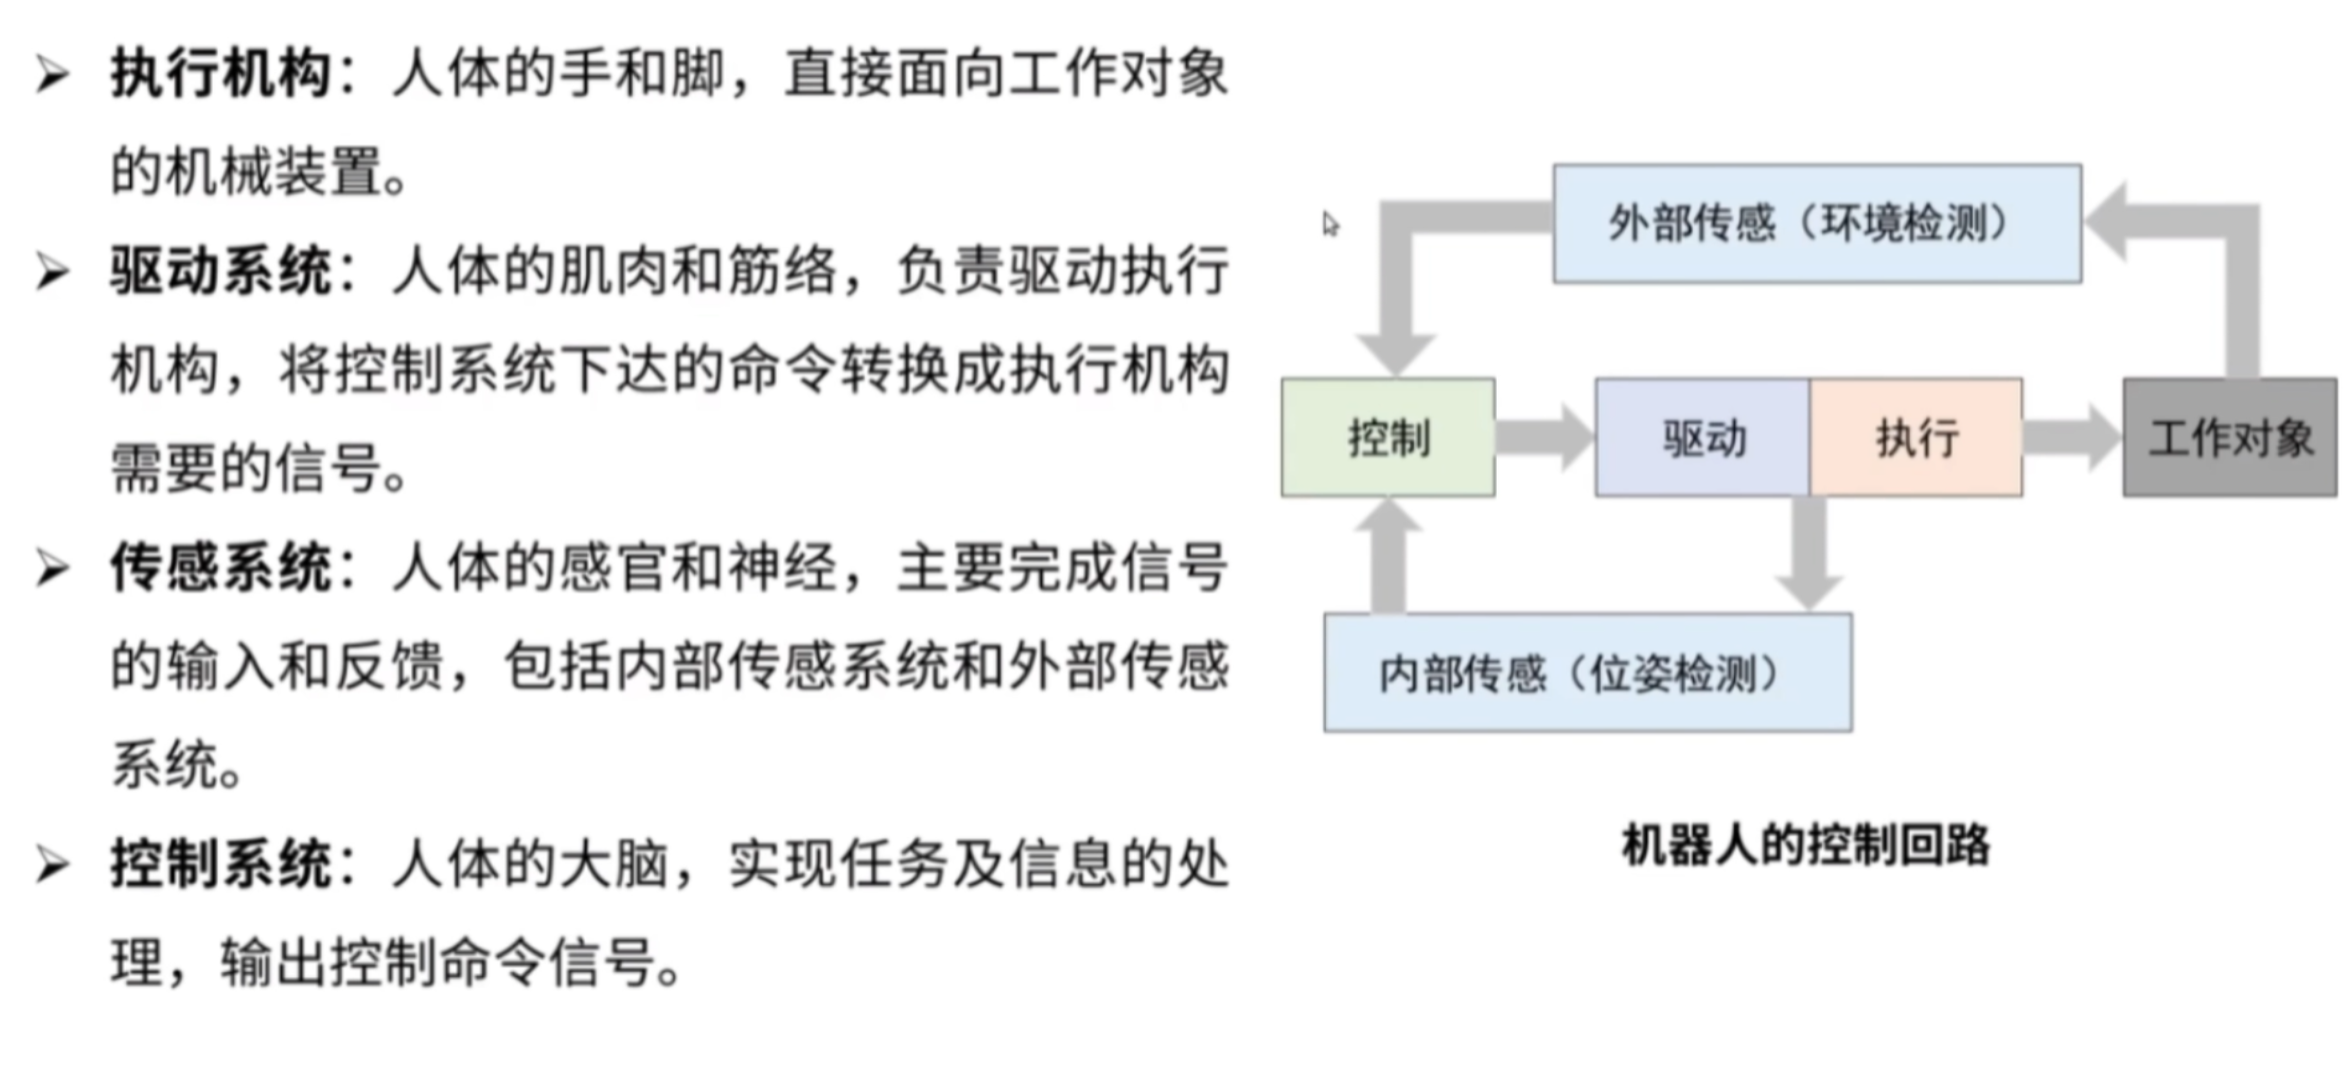 执行机构：人体的手和脚，直接面向工作对象
的机械装置。
驱动系统：人体的肌肉和筋络，负责驱动执行
机构，将控制系统下达的命令转换成执行机构
需要的信号。
传感系统：人体的感官和神经，主要完成信号
的输入和反馈，包括内部传感系统和外部传感
系统。
控制系统：人体的大脑，实现任务及信息的处
理，输出控制命令信号。
外部传感（环境检测）
控制
驱动
执行
工作对象
内部传感（位姿检测）
机器人的控制回路